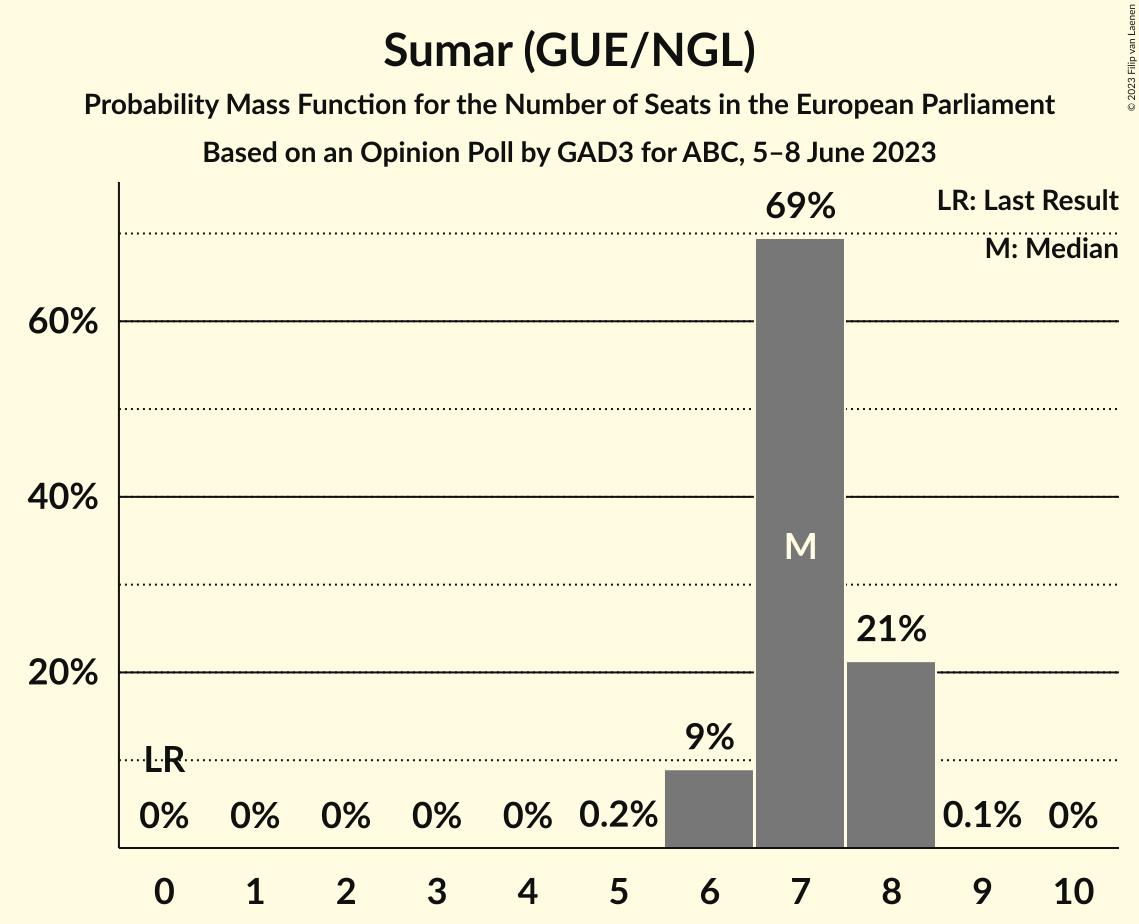 Sumar (GUE/NGL)
Probability Mass Function for the Number of Seats in the European Parliament
Based on an Opinion Poll by GAD3 for ABC, 5–8 June 2023
© 2023 Filip van Laenen
LR: Last Result
M: Median
69%
60%
40%
M
21%
20%
9%
LR
0% 0% 0% 0% 0% 0.2% 0.1% 0%
0 1 2 3 4 5 6 7 8 9 10